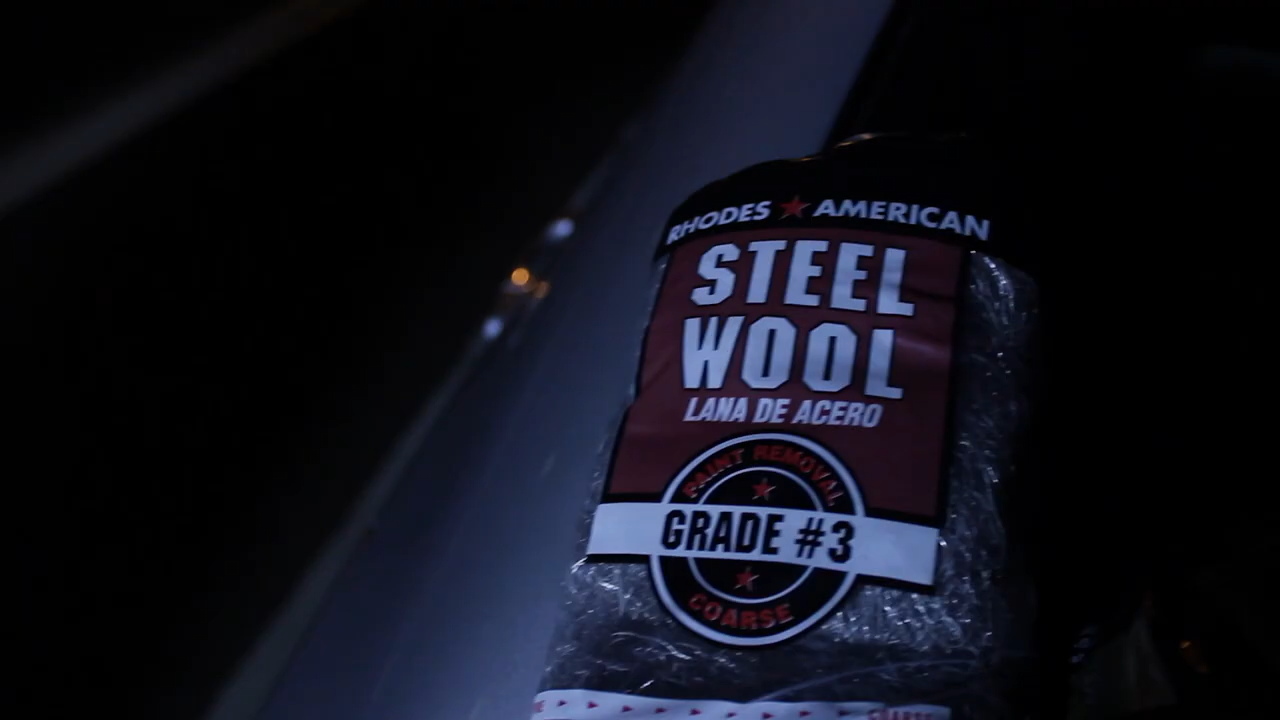 RHODES AMERICAN
STEEL
WOOL
LANA DE ACERO
PAINT REMOVAL
GRADE #3
COARSE